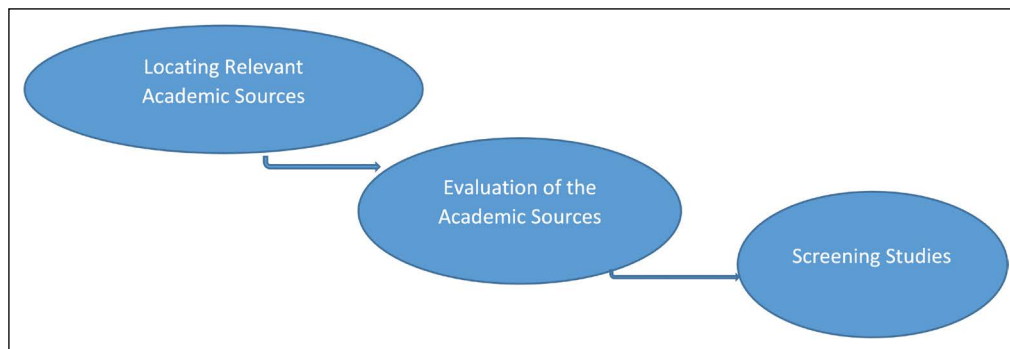 Locating Relevant
Academic Sources
Evaluation of the
Academic Sources
Screening Studies